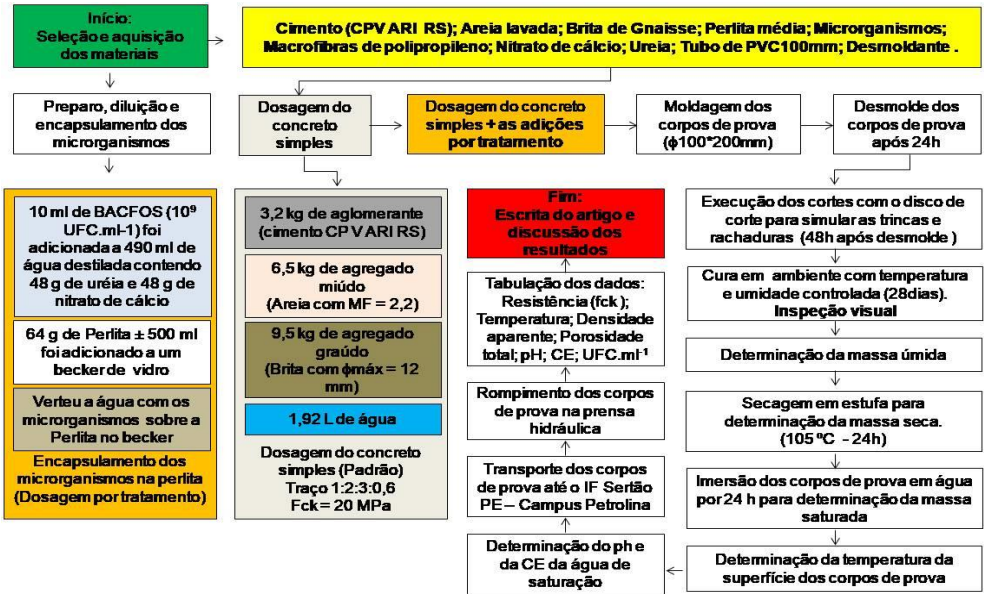 Início:
Seleção e aquisição
dos materiais
Cimento (CPV ARI RS); Areia lavada; Brita de Gnaisse; Perlita média; Microrganismos;
Macrofibras de polipropileno; Nitrato de cálcio; Ureia; Tubo de PVC100mm; Desmoldante .
Preparo, diluição e
encapsulamento dos
microrganismos
Dosagem do
concreto
simples
Dosagem do concreto
simples + as adições
por tratamento
Moldagem dos
corpos de prova
(ϕ100*200mm)
Desmolde dos
corpos de prova
após 24h
10 ml de BACFOS (10⁹
UFC.ml-1) foi
adicionada a 490 ml de
água destilada contendo
48 g de uréia e 48 g de
nitrato de cálcio
64 g de Perlita ± 500 ml
foi adicionado a um
becker de vidro
Verteu a água com os
microrganismos sobre a
Perlita no becker
Encapsulamento dos
microrganismos na perlita
(Dosagem por tratamento)
3,2 kg de aglomerante
(cimento CP V ARI RS)
6,5 kg de agregado
miúdo
(Areia com MF = 2,2)
9,5 kg de agregado
graúdo
(Brita com ϕmáx = 12
mm)
1,92 L de água
Dosagem do concreto
simples (Padrão)
Traço 1:2:3:0,6
Fck = 20 MPa
Fim:
Escrita do artigo e
discussão dos
resultados
Tabulação dos dados:
Resistência (fck);
Temperatura; Densidade
aparente; Porosidade
total; pH; CE; UFC.ml⁻¹
Rompimento dos corpos
de prova na prensa
hidráulica
Transporte dos corpos
de prova até o IF Sertão
PE – Campus Petrolina
Determinação do ph e
da CE da água de
saturação
Execução dos cortes com o disco de
corte para simular as trincas e
rachaduras (48h após desmolde )
Cura em ambiente com temperatura
e umidade controlada (28dias).
Inspeção visual
Determinação da massa úmida
Secagem em estufa para
determinação da massa seca.
(105 ºC - 24h)
Imersão dos corpos de prova em água
por 24 h para determinação da massa
saturada
Determinação da temperatura da
superfície dos corpos de prova